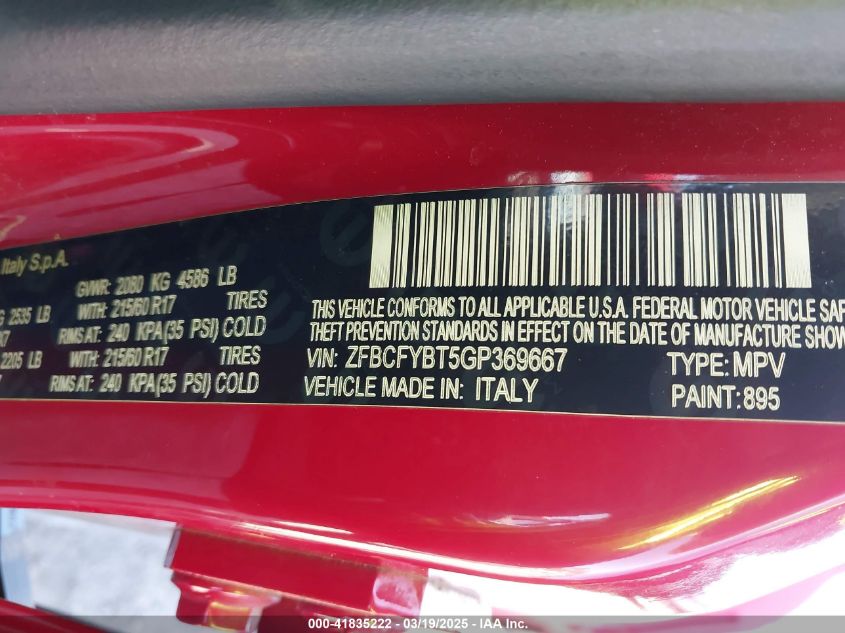 Italy S.p.A.
GVWR: 2080 KG 4586 LB
G 2535 LB WITH: 215/60 R17 TIRES
RIMS AT: 240 KPA(35 PSI) COLD
2205 LB WITH: 215/60 R17 TIRES
RIMS AT: 240 KPA(35 PSI) COLD
THIS VEHICLE CONFORMS TO ALL APPLICABLE U.S.A. FEDERAL MOTOR VEHICLE SAF
THEFT PREVENTION STANDARDS IN EFFECT ON THE DATE OF MANUFACTURE SHOW
VIN: ZFBCFYBT5GP369667 TYPE: MPV
VEHICLE MADE IN: ITALY PAINT: 895
000-41835222 - 03/19/2025 - IAAI.COM.